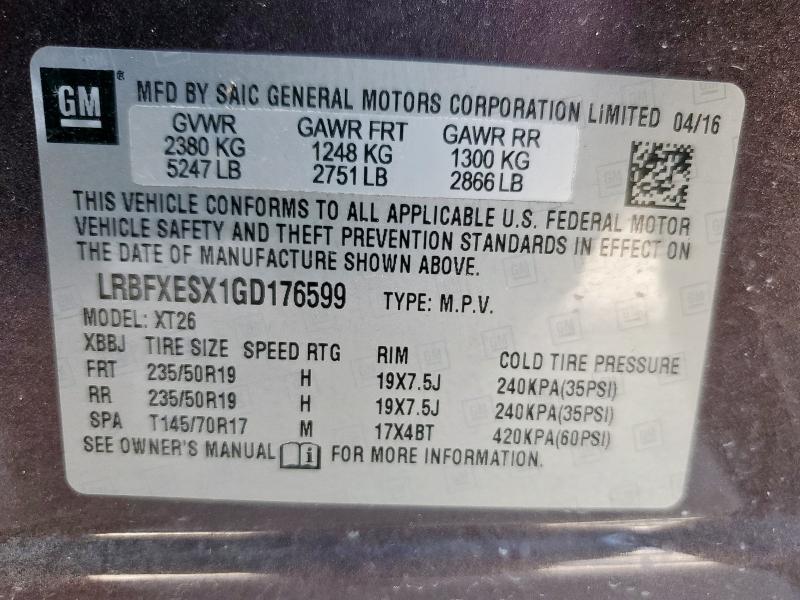 GM ®
MFD BY SAIC GENERAL MOTORS CORPORATION LIMITED 04/16
GVWR GAWR FRT GAWR RR
2380 KG 1248 KG 1300 KG
5247 LB 2751 LB 2866 LB
THIS VEHICLE CONFORMS TO ALL APPLICABLE U.S. FEDERAL MOTOR
VEHICLE SAFETY AND THEFT PREVENTION STANDARDS IN EFFECT ON
THE DATE OF MANUFACTURE SHOWN ABOVE.
LRBFXESX1GD176599 TYPE: M.P.V.
MODEL: XT26
XBBJ TIRE SIZE SPEED RTG RIM COLD TIRE PRESSURE
FRT 235/50R19 H 19X7.5J 240KPA(35PSI)
RR 235/50R19 H 19X7.5J 240KPA(35PSI)
SPA T145/70R17 M 17X4BT 420KPA(60PSI)
SEE OWNER'S MANUAL i FOR MORE INFORMATION.